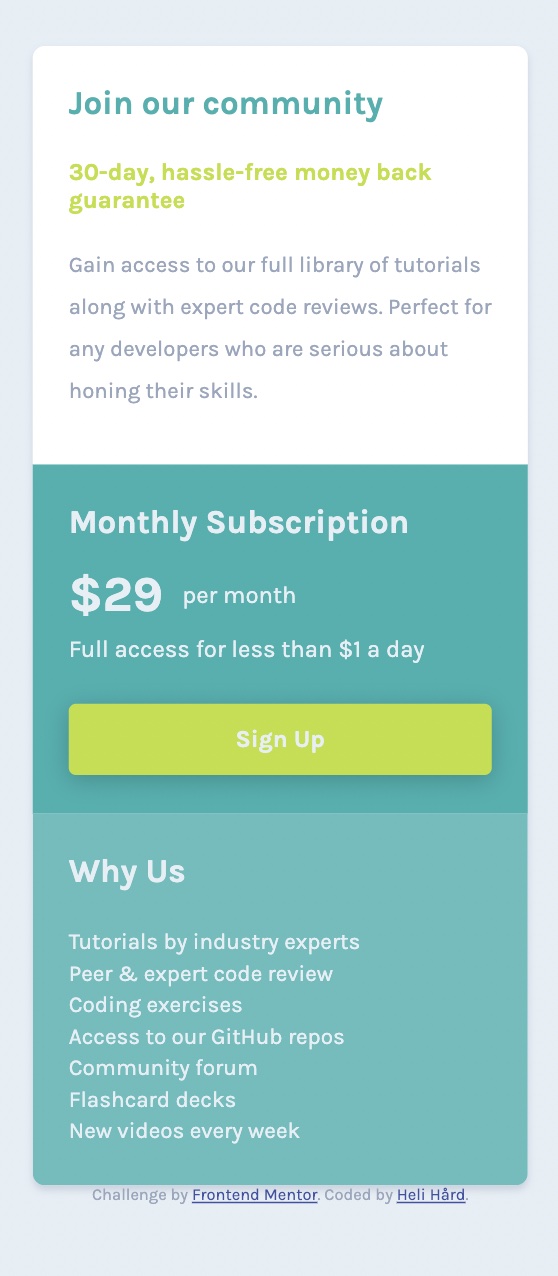 Join our community
30-day, hassle-free money back
guarantee
Gain access to our full library of tutorials
along with expert code reviews. Perfect for
any developers who are serious about
honing their skills.
Monthly Subscription
$29 per month
Full access for less than $1 a day
Sign Up
Why Us
Tutorials by industry experts
Peer & expert code review
Coding exercises
Access to our GitHub repos
Community forum
Flashcard decks
New videos every week
Challenge by Frontend Mentor. Coded by Heli Hård.